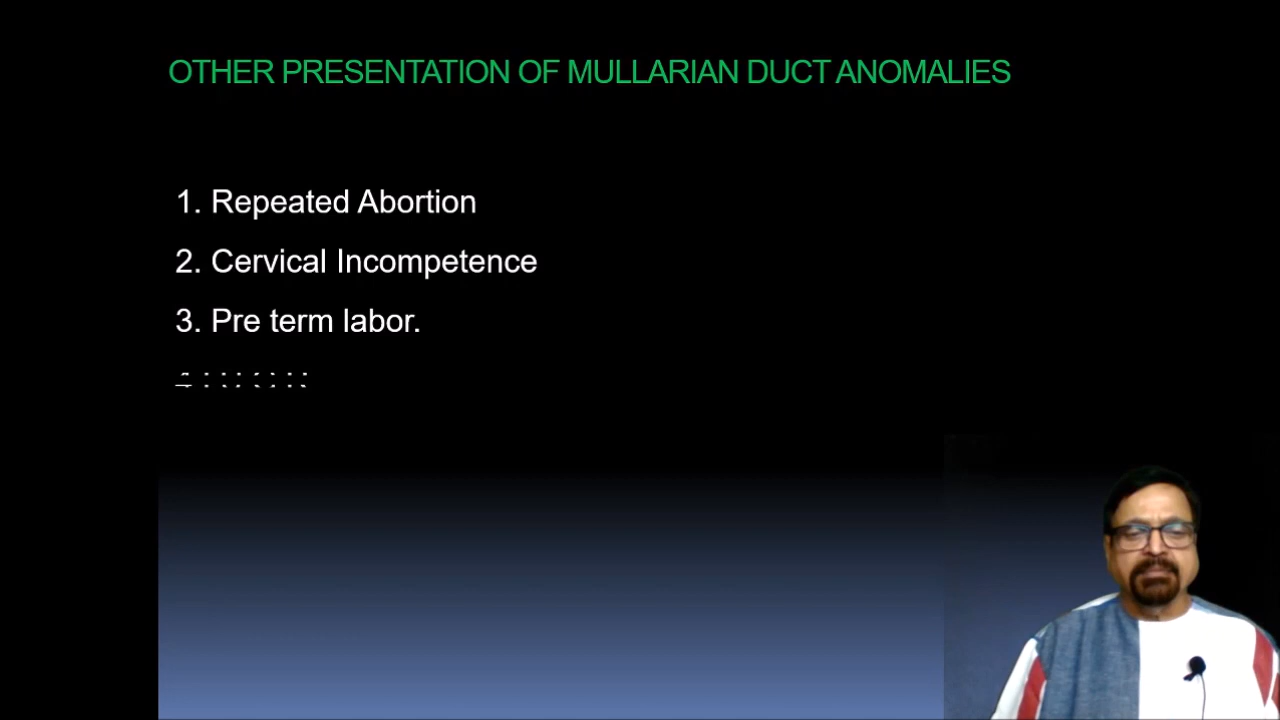 OTHER PRESENTATION OF MULLARIAN DUCT ANOMALIES
1. Repeated Abortion
2. Cervical Incompetence
3. Pre term labor.